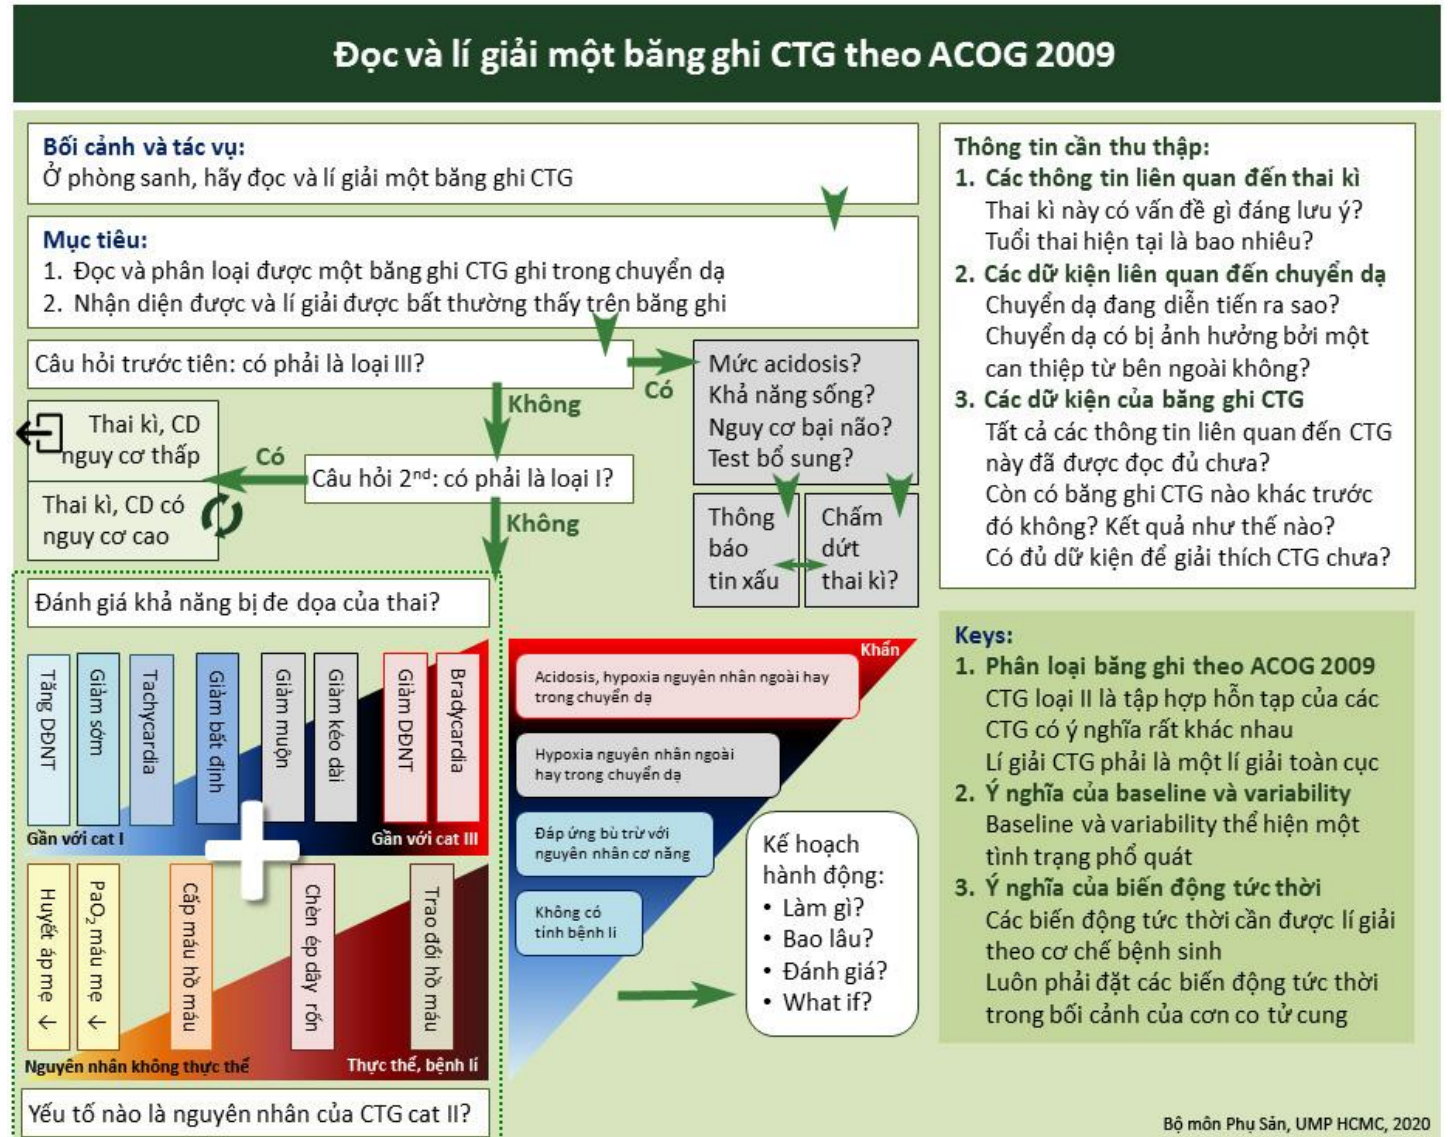 Đọc và lí giải một băng ghi CTG theo ACOG 2009
Bối cảnh và tác vụ:
Ở phòng sanh, hãy đọc và lí giải một băng ghi CTG
Mục tiêu:
1. Đọc và phân loại được một băng ghi CTG ghi trong chuyển dạ
2. Nhận diện được và lí giải được bất thường thấy trên băng ghi
Câu hỏi trước tiên: có phải là loại III?
Có
Không
Mức acidosis?
Khả năng sống?
Nguy cơ bại não?
Test bổ sung?
Thông
báo
tin xấu
Chấm
dứt
thai kì?
Câu hỏi 2nd: có phải là loại I?
Có
Không
Thai kì, CD
nguy cơ thấp
Thai kì, CD có
nguy cơ cao
Đánh giá khả năng bị đe dọa của thai?
Tăng DĐNT
Giảm sớm
Tachycardia
Giảm bất định
Giảm muộn
Giảm kéo dài
Giảm DĐNT
Bradycardia
Gần với cat I
Gần với cat III
Huyết áp mẹ ↓
PaO2 máu mẹ ↓
Cấp máu hồ máu
Chèn ép dây rốn
Trao đổi hồ máu
Nguyên nhân không thực thể
Thực thể, bệnh lí
Yếu tố nào là nguyên nhân của CTG cat II?
Khẩn
Acidosis, hypoxia nguyên nhân ngoài hay
trong chuyển dạ
Hypoxia nguyên nhân ngoài
hay trong chuyển dạ
Đáp ứng bù trừ với
nguyên nhân cơ năng
Không có
tính bệnh lí
Kế hoạch
hành động:
• Làm gì?
• Bao lâu?
• Đánh giá?
• What if?
Thông tin cần thu thập:
1. Các thông tin liên quan đến thai kì
Thai kì này có vấn đề gì đáng lưu ý?
Tuổi thai hiện tại là bao nhiêu?
2. Các dữ kiện liên quan đến chuyển dạ
Chuyển dạ đang diễn tiến ra sao?
Chuyển dạ có bị ảnh hưởng bởi một
can thiệp từ bên ngoài không?
3. Các dữ kiện của băng ghi CTG
Tất cả các thông tin liên quan đến CTG
này đã được đọc đủ chưa?
Còn có băng ghi CTG nào khác trước
đó không? Kết quả như thế nào?
Có đủ dữ kiện để giải thích CTG chưa?
Keys:
1. Phân loại băng ghi theo ACOG 2009
CTG loại II là tập hợp hỗn tạp của các
CTG có ý nghĩa rất khác nhau
Lí giải CTG phải là một lí giải toàn cục
2. Ý nghĩa của baseline và variability
Baseline và variability thể hiện một
tình trạng phổ quát
3. Ý nghĩa của biến động tức thời
Các biến động tức thời cần được lí giải
theo cơ chế bệnh sinh
Luôn phải đặt các biến động tức thời
trong bối cảnh của cơn co tử cung
Bộ môn Phụ Sản, UMP HCMC, 2020